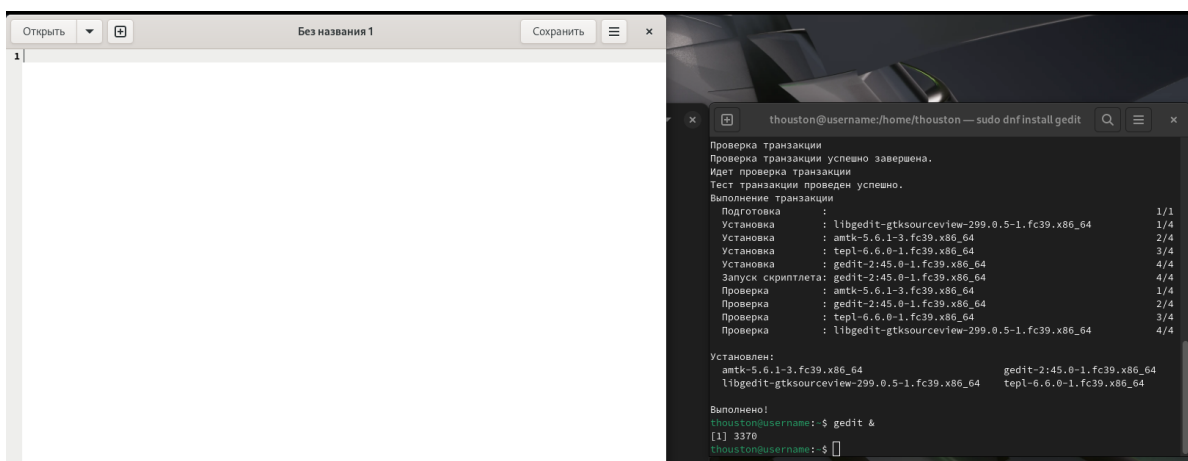 Открыть
Без названия 1
Сохранить
1
thouston@username:/home/thouston — sudo dnf install gedit
Проверка транзакции
Проверка транзакции успешно завершена.
Идет проверка транзакции
Тест транзакции проведен успешно.
Выполнение транзакции
Подготовка : 1/1
Установка : libgedit-gtksourceview-299.0.5-1.fc39.x86_64 1/4
Установка : amtk-5.6.1-3.fc39.x86_64 2/4
Установка : tepl-6.6.0-1.fc39.x86_64 3/4
Установка : gedit-2:45.0-1.fc39.x86_64 4/4
Запуск скриптлета: gedit-2:45.0-1.fc39.x86_64 4/4
Проверка : amtk-5.6.1-3.fc39.x86_64 1/4
Проверка : gedit-2:45.0-1.fc39.x86_64 2/4
Проверка : tepl-6.6.0-1.fc39.x86_64 3/4
Проверка : libgedit-gtksourceview-299.0.5-1.fc39.x86_64 4/4
Установлен:
amtk-5.6.1-3.fc39.x86_64 gedit-2:45.0-1.fc39.x86_64
libgedit-gtksourceview-299.0.5-1.fc39.x86_64 tepl-6.6.0-1.fc39.x86_64
Выполнено!
thouston@username:~$ gedit &
[1] 3370
thouston@username:~$